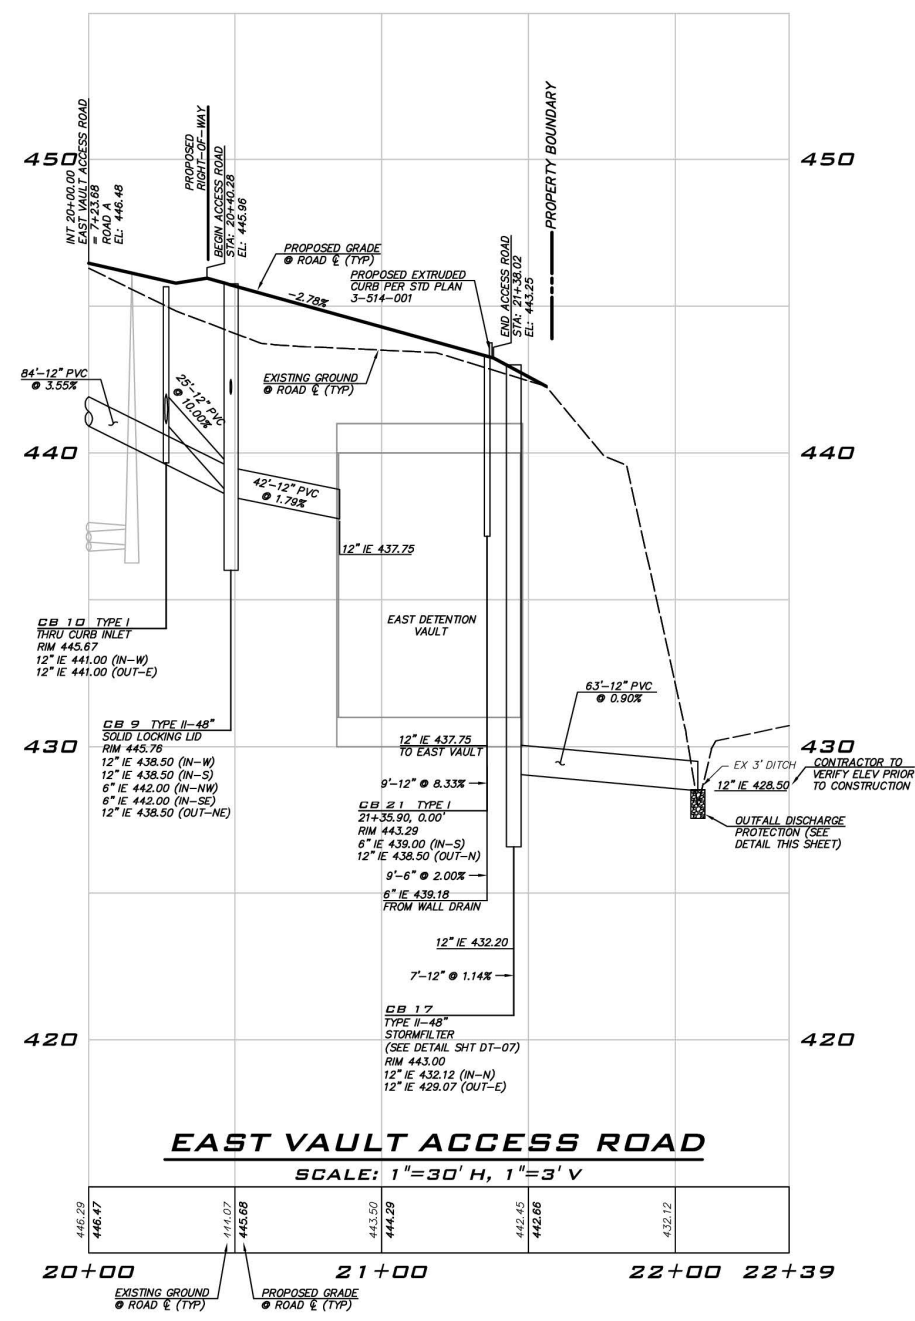 INT 20+00.00
EAST VAULT ACCESS ROAD
= 7+23.68
ROAD A
EL: 446.48
PROPOSED
RIGHT-OF-WAY
BEGIN ACCESS ROAD
STA: 20+40.28
EL: 445.96
PROPERTY BOUNDARY
450
450
PROPOSED GRADE
@ ROAD ℄ (TYP)
-2.78%
PROPOSED EXTRUDED
CURB PER STD PLAN
3-514-001
END ACCESS ROAD
STA: 21+38.02
EL: 443.25
EXISTING GROUND
@ ROAD ℄ (TYP)
84'-12" PVC
@ 3.55%
25'-12" PVC
@ 10.00%
440
440
42'-12" PVC
@ 1.79%
12" IE 437.75
EAST DETENTION
VAULT
CB 10 TYPE I
THRU CURB INLET
RIM 445.67
12" IE 441.00 (IN-W)
12" IE 441.00 (OUT-E)
63'-12" PVC
@ 0.90%
CB 9 TYPE II-48"
SOLID LOCKING LID
RIM 445.76
12" IE 438.50 (IN-W)
12" IE 438.50 (IN-S)
6" IE 442.00 (IN-NW)
6" IE 442.00 (IN-SE)
12" IE 438.50 (OUT-NE)
430
430
12" IE 437.75
TO EAST VAULT
9'-12" @ 8.33%
CB 21 TYPE I
21+35.90, 0.00'
RIM 443.29
6" IE 439.00 (IN-S)
12" IE 438.50 (OUT-N)
9'-6" @ 2.00%
6" IE 439.18
FROM WALL DRAIN
EX 3' DITCH
12" IE 428.50
CONTRACTOR TO
VERIFY ELEV PRIOR
TO CONSTRUCTION
OUTFALL DISCHARGE
PROTECTION (SEE
DETAIL THIS SHEET)
12" IE 432.20
7'-12" @ 1.14%
CB 17
TYPE II-48"
STORMFILTER
(SEE DETAIL SHT DT-07)
RIM 443.00
12" IE 432.12 (IN-N)
12" IE 429.07 (OUT-E)
420
420
EAST VAULT ACCESS ROAD
SCALE: 1"=30' H, 1"=3' V
446.29
446.47
445.68
443.50
444.29
442.45
442.66
432.12
20+00
21+00
22+00
22+39
EXISTING GROUND
@ ROAD ℄ (TYP)
PROPOSED GRADE
@ ROAD ℄ (TYP)